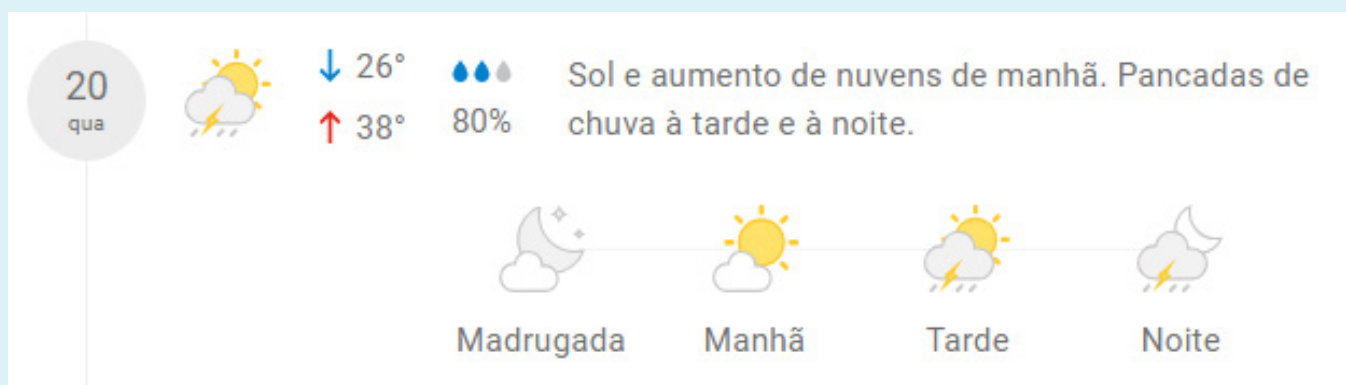 20
qua
↓ 26°
↑ 38°
80%
Sol e aumento de nuvens de manhã. Pancadas de
chuva à tarde e à noite.
Madrugada
Manhã
Tarde
Noite